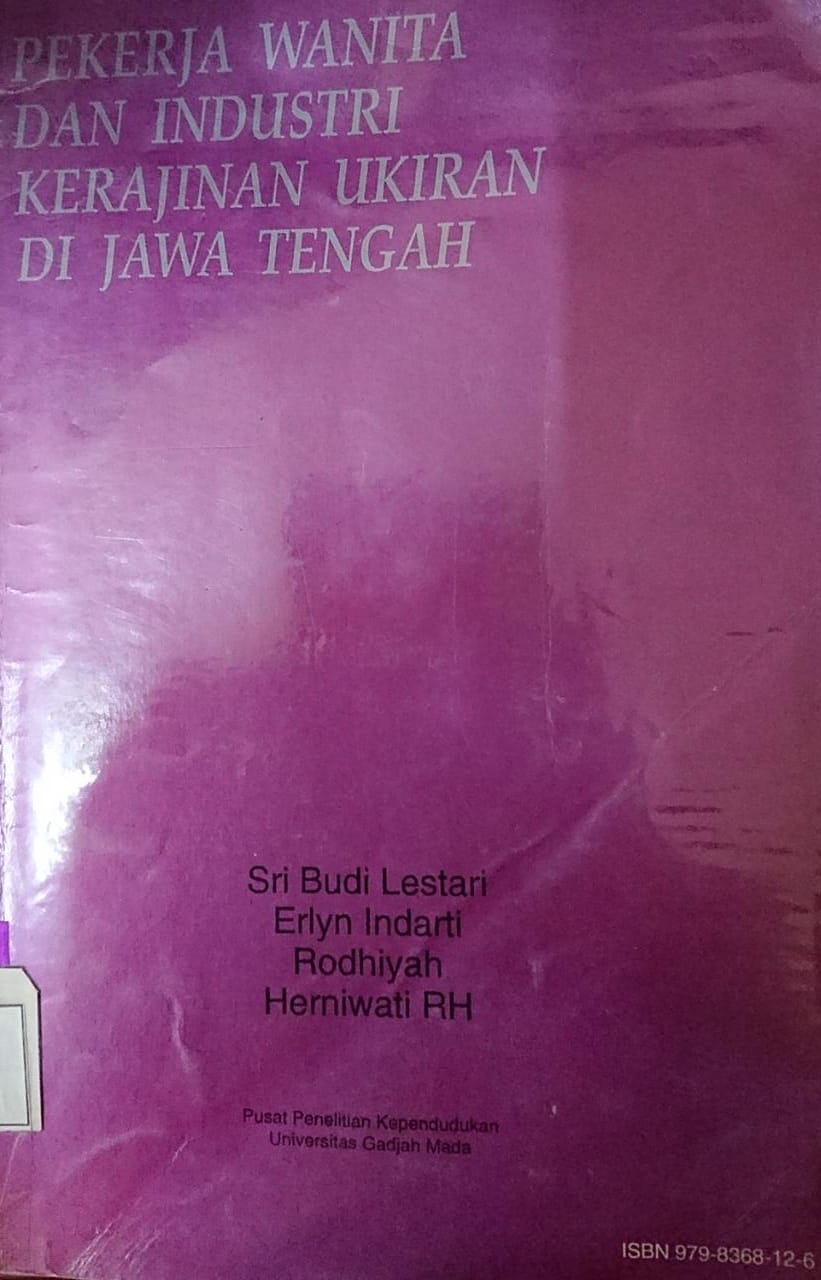 PEKERJA WANITA
DAN INDUSTRI
KERAJINAN UKIRAN
DI JAWA TENGAH
Sri Budi Lestari
Erlyn Indarti
Rodhiyah
Herniwati RH
Pusat Penelitian Kependudukan
Universitas Gadjah Mada
ISBN 979-8368-12-6